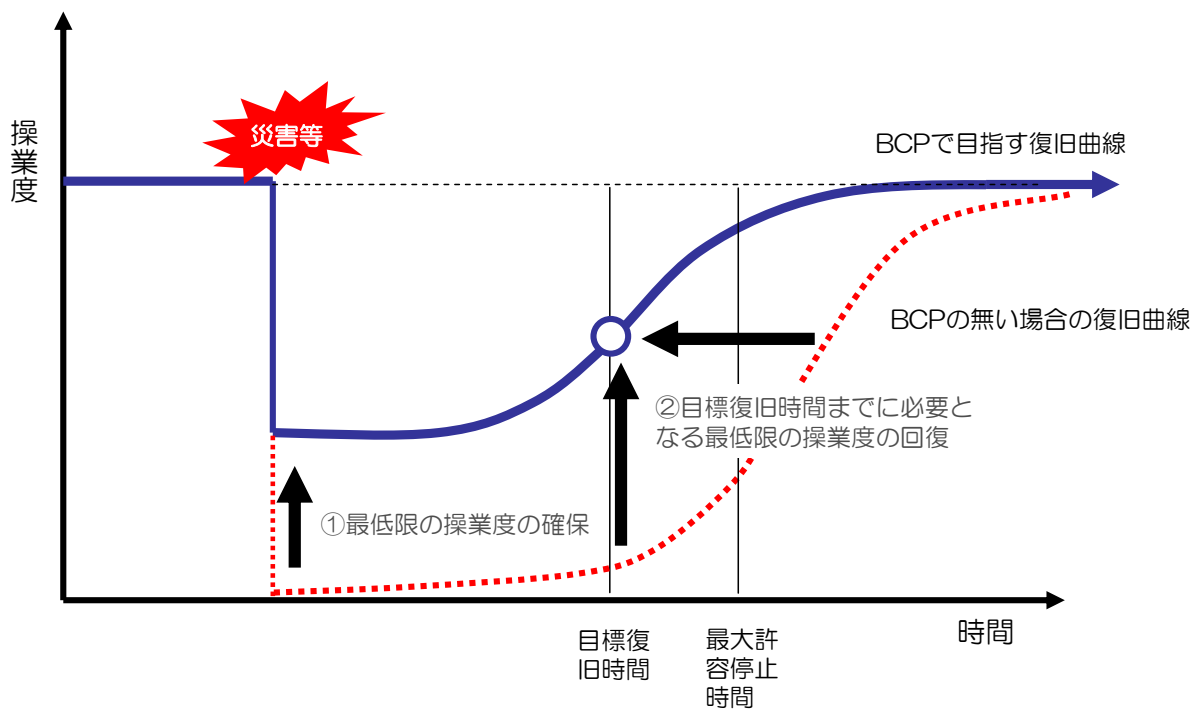 操業度
災害等
BCPで目指す復旧曲線
BCPの無い場合の復旧曲線
②目標復旧時間までに必要と
なる最低限の操業度の回復
①最低限の操業度の確保
目標復
旧時間
最大許
容停止
時間
時間